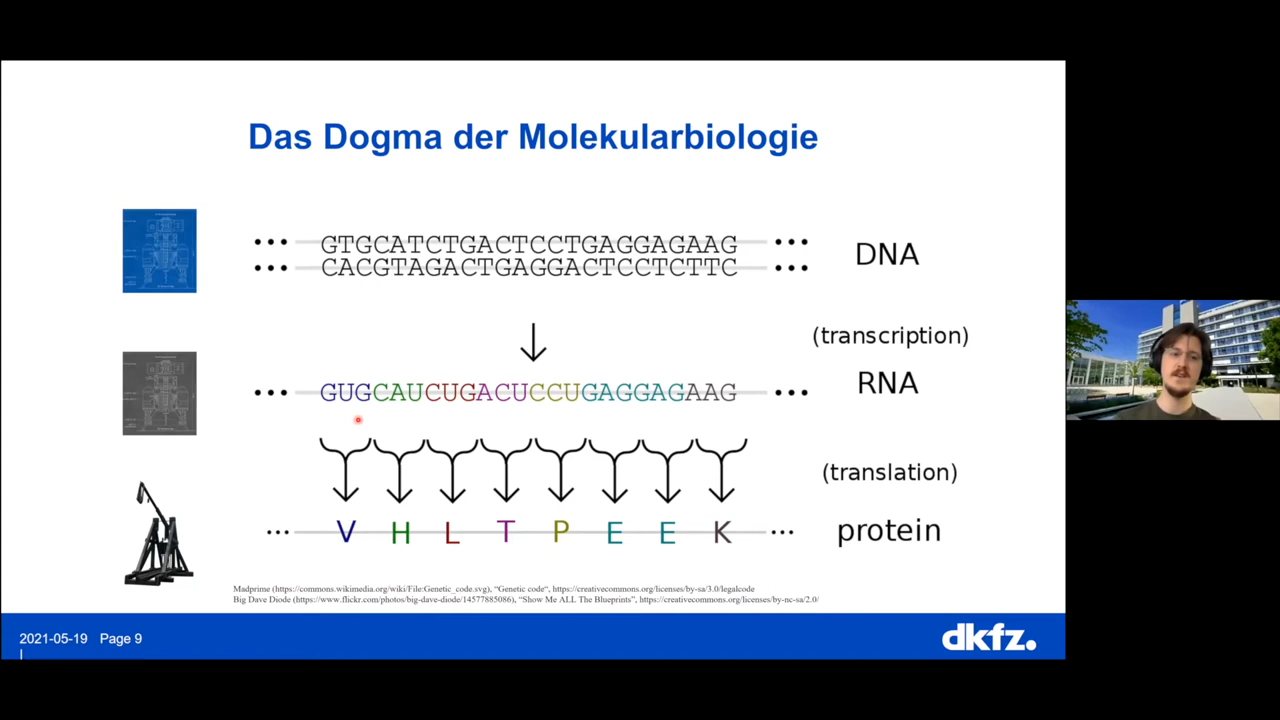 Das Dogma der Molekularbiologie
••• GTGCATCTGACTCCTGAGGAGAAG •••
••• CACGTAGACTGAGGACTCCTCTTC •••
DNA
(transcription)
••• GUGCAUCUGACUCCUGAGGAGAAG •••
RNA
(translation)
... V H L T P E E K ...
protein
Madprime (https://commons.wikimedia.org/wiki/File:Genetic_code.svg), “Genetic code“, https://creativecommons.org/licenses/by-sa/3.0/legalcode
Big Dave Diode (https://www.flickr.com/photos/big-dave-diode/14577885086), “Show Me ALL The Blueprints”, https://creativecommons.org/licenses/by-nc-sa/2.0/
2021-05-19 Page 9
|
dkfz.